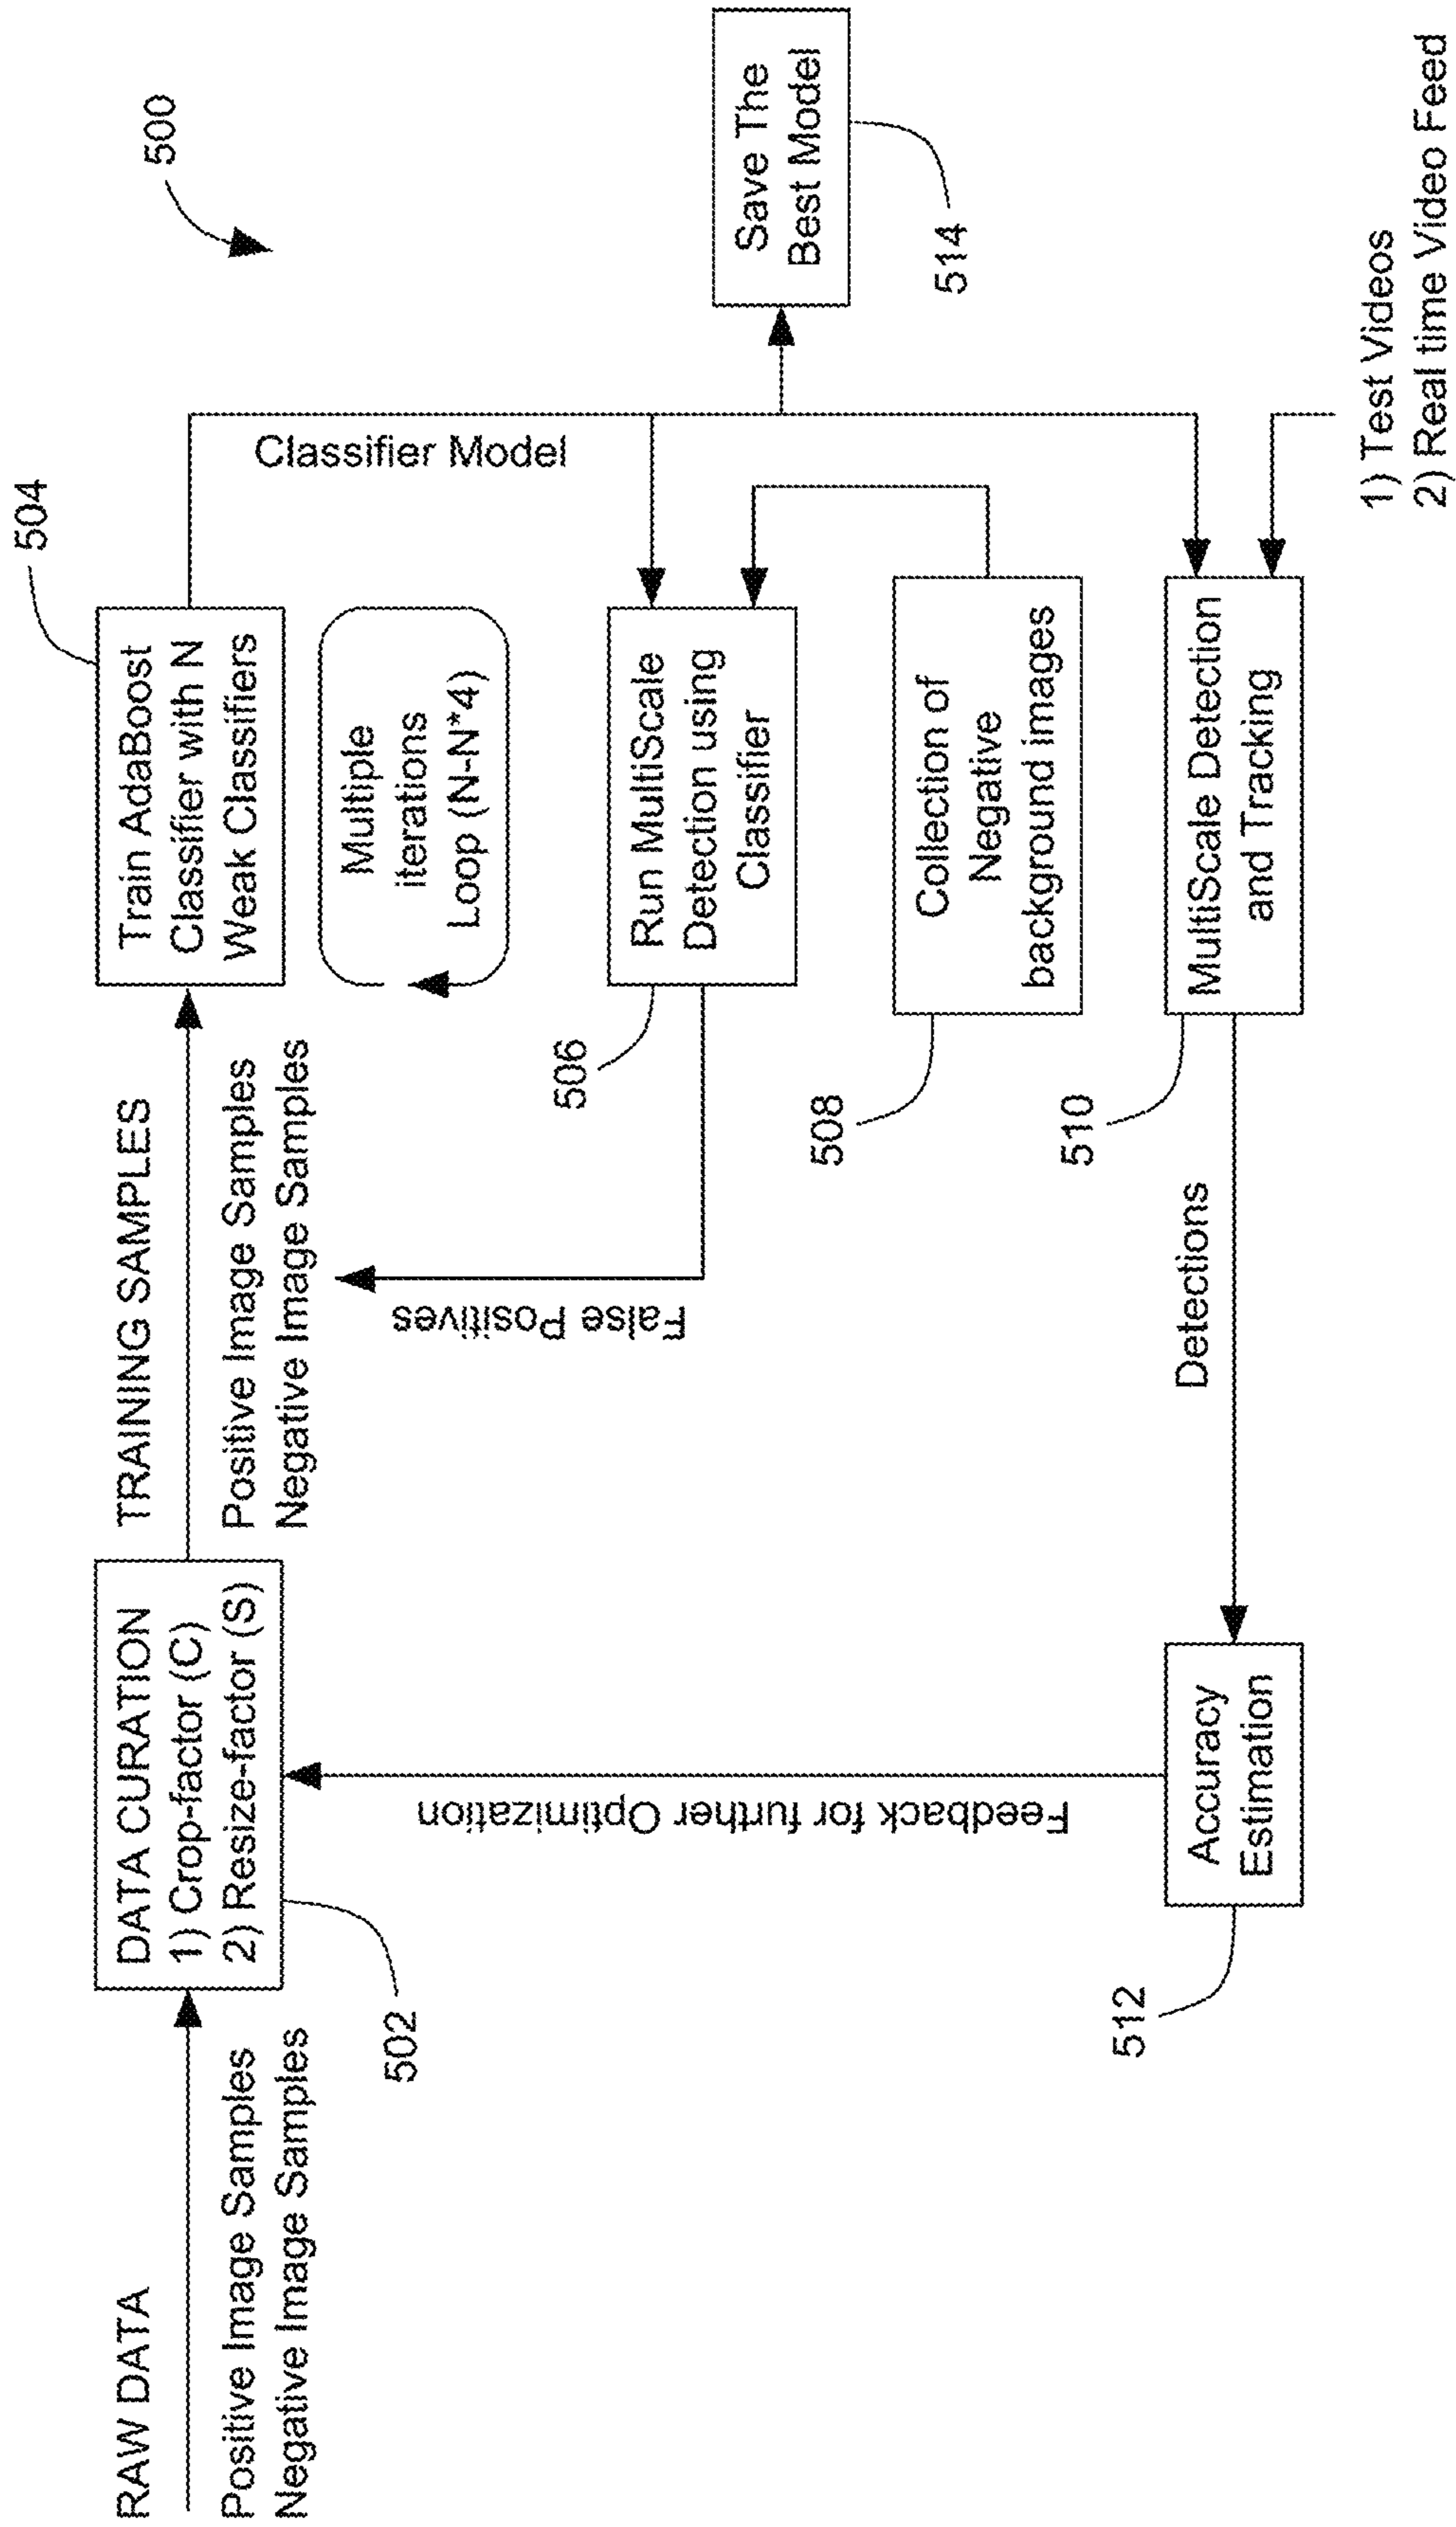 500
RAW DATA
Positive Image Samples
Negative Image Samples
DATA CURATION
1) Crop-factor (C)
2) Resize-factor (S)
502
TRAINING SAMPLES
Positive Image Samples
Negative Image Samples
504
Train AdaBoost
Classifier with N
Weak Classifiers
Multiple
iterations
Loop (N-N*4)
Classifier Model
False Positives
506
Run MultiScale
Detection using
Classifier
508
Collection of
Negative
background images
Save The
Best Model
514
Feedback for further Optimization
512
Accuracy
Estimation
Detections
510
MultiScale Detection
and Tracking
1) Test Videos
2) Real time Video Feed